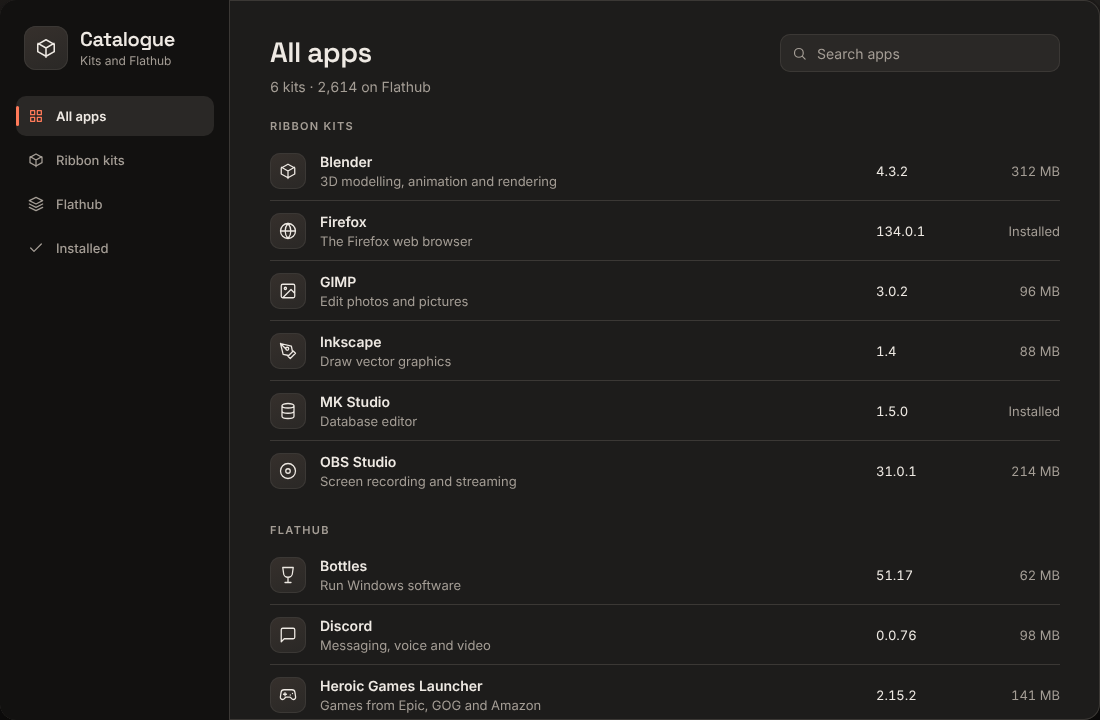 Catalogue
Kits and Flathub
All apps
Ribbon kits
Flathub
Installed
All apps
Search apps
6 kits · 2,614 on Flathub
RIBBON KITS
Blender
3D modelling, animation and rendering
4.3.2
312 MB
Firefox
The Firefox web browser
134.0.1
Installed
GIMP
Edit photos and pictures
3.0.2
96 MB
Inkscape
Draw vector graphics
1.4
88 MB
MK Studio
Database editor
1.5.0
Installed
OBS Studio
Screen recording and streaming
31.0.1
214 MB
FLATHUB
Bottles
Run Windows software
51.17
62 MB
Discord
Messaging, voice and video
0.0.76
98 MB
Heroic Games Launcher
Games from Epic, GOG and Amazon
2.15.2
141 MB